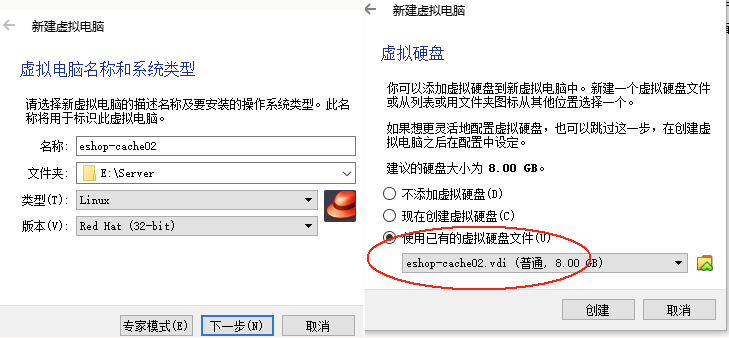 新建虚拟电脑
虚拟电脑名称和系统类型
请选择新虚拟电脑的描述名称及要安装的操作系统类型。此名
称将用于标识此虚拟电脑。
名称: eshop-cache02
文件夹: E:\Server
类型(T): Linux
版本(V): Red Hat (32-bit)
专家模式(E) 下一步(N) 取消
新建虚拟电脑
虚拟硬盘
你可以添加虚拟硬盘到新虚拟电脑中。新建一个虚拟硬盘文件
或从列表或用文件夹图标从其他位置选择一个。
如果想更灵活地配置虚拟硬盘，也可以跳过这一步，在创建虚
拟电脑之后在配置中设定。
建议的硬盘大小为 8.00 GB。
不添加虚拟硬盘(D)
现在创建虚拟硬盘(C)
使用已有的虚拟硬盘文件(U)
eshop-cache02.vdi (普通, 8.00 GB)
创建 取消